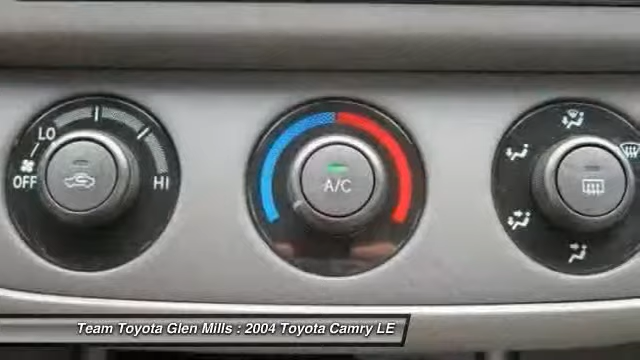 LO
OFF
HI
A/C
Team Toyota Glen Mills : 2004 Toyota Camry LE